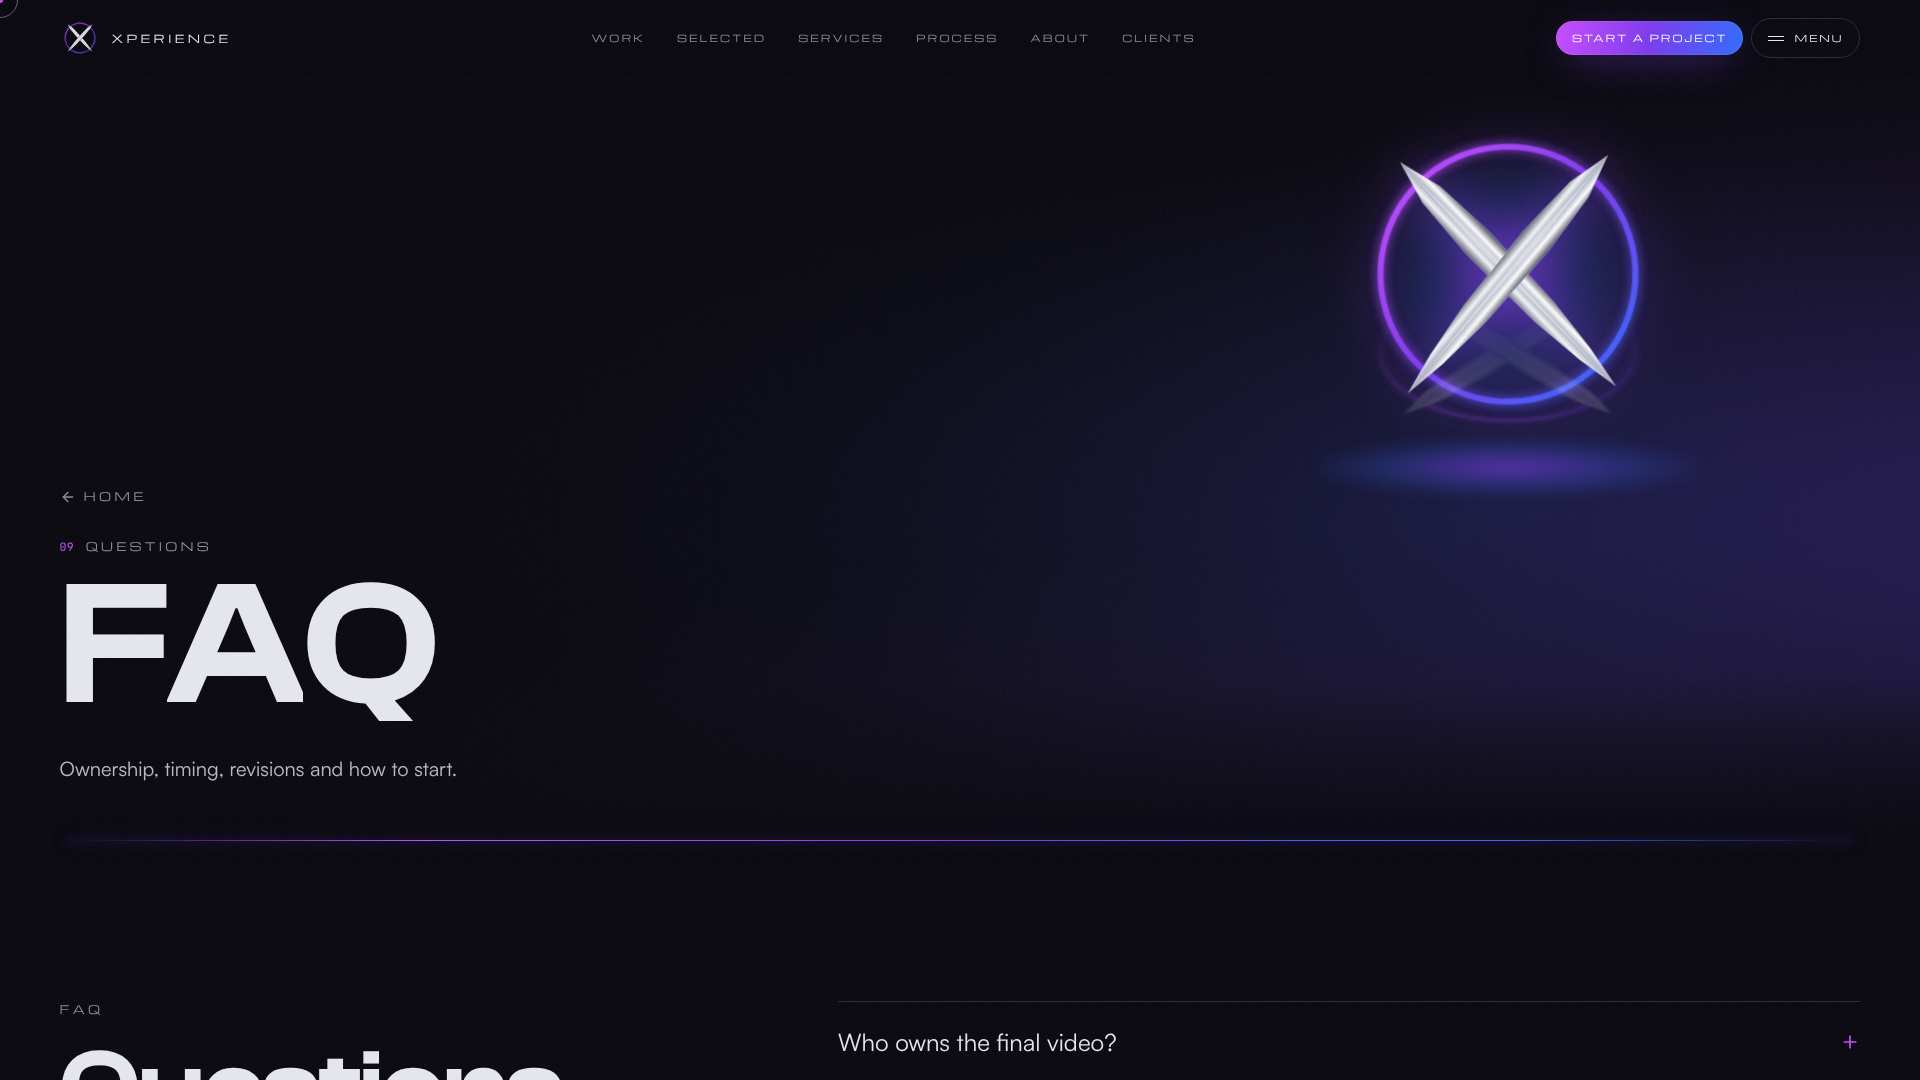 XPERIENCE
WORK
SELECTED
SERVICES
PROCESS
ABOUT
CLIENTS
START A PROJECT
MENU
HOME
09 QUESTIONS
FAQ
Ownership, timing, revisions and how to start.
FAQ
Questions
Who owns the final video?